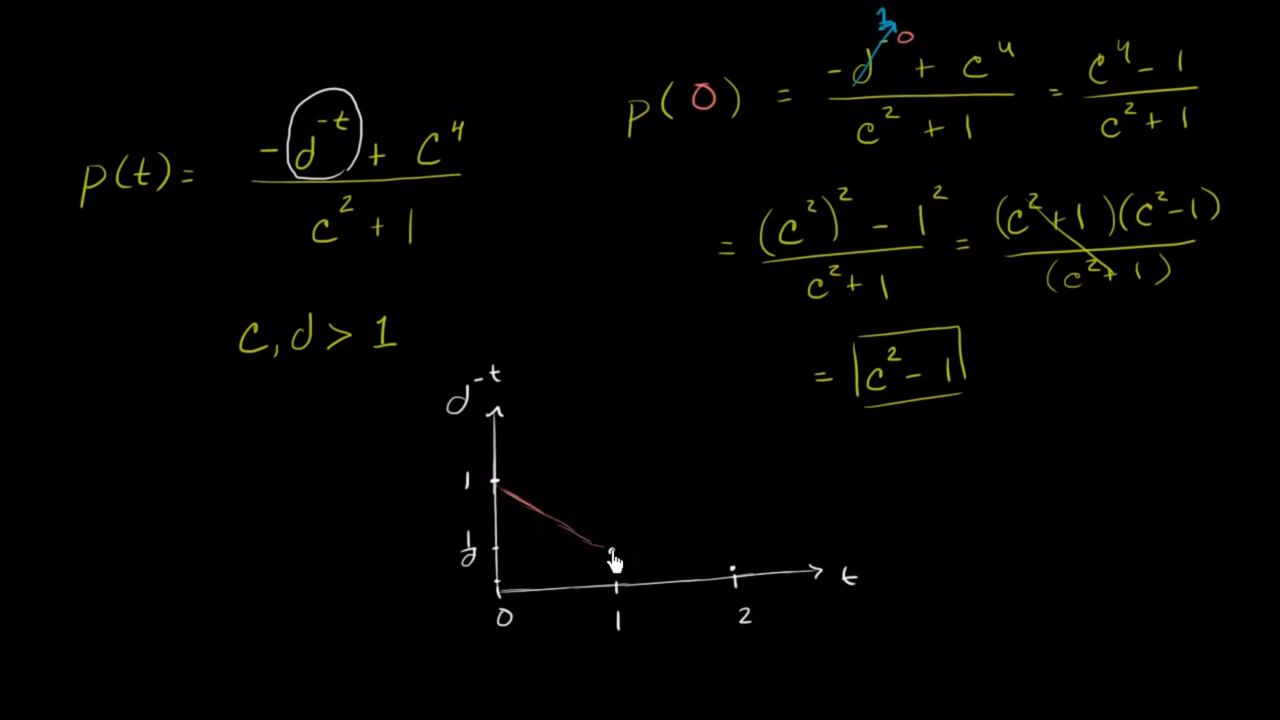 p(t) = (-d^-t + c^4) / (c^2 + 1)
c, d > 1
p(0) = (-d^-0 + c^4) / (c^2 + 1) = (c^4 - 1) / (c^2 + 1)
1
= ((c^2)^2 - 1^2) / (c^2 + 1) = (c^2 + 1)(c^2 - 1) / (c^2 + 1)
= c^2 - 1
d^-t
1
1/d
t
0 1 2